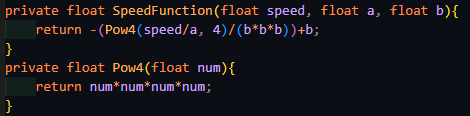 private float SpeedFunction(float speed, float a, float b){
    return -(Pow4(speed/a, 4)/(b*b*b))+b;
}
private float Pow4(float num){
    return num*num*num*num;
}